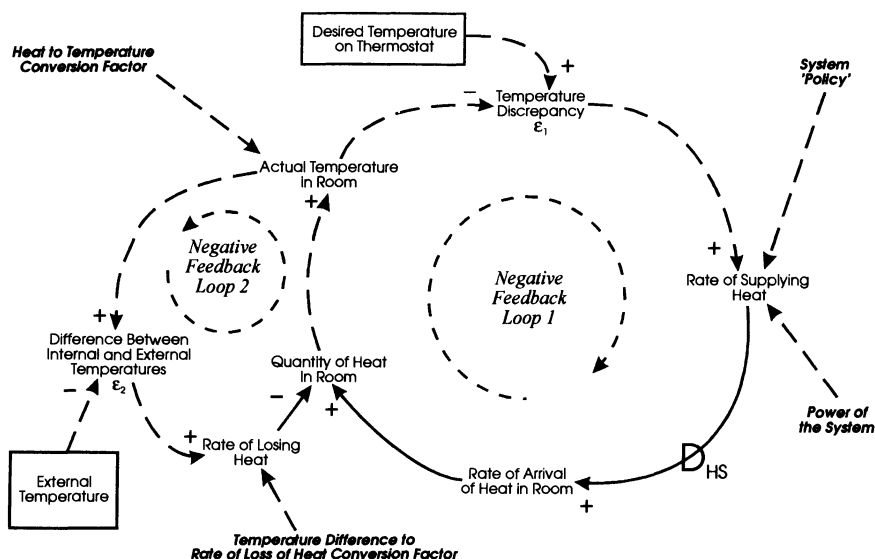 Desired Temperature
on Thermostat
Heat to Temperature
Conversion Factor
System
'Policy'
+
−
Temperature
Discrepancy
ε1
Actual Temperature
in Room
+
Negative
Feedback
Loop 2
Negative
Feedback
Loop 1
+
Rate of Supplying
Heat
+
Difference Between
Internal and External
Temperatures
ε2
−
Quantity of Heat
in Room
−
+
+
Rate of Losing
Heat
Power of
the System
External
Temperature
Rate of Arrival
of Heat in Room
+
D HS
Temperature Difference to
Rate of Loss of Heat Conversion Factor